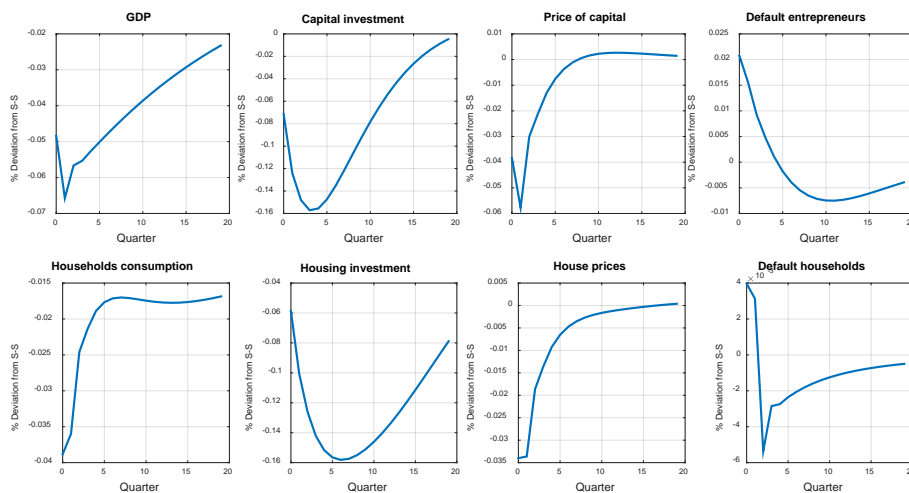 GDP
-0.02
-0.03
-0.04
-0.05
-0.06
-0.07
0 5 10 15 20
% Deviation from S-S
Quarter
Capital investment
0
-0.02
-0.04
-0.06
-0.08
-0.1
-0.12
-0.14
-0.16
0 5 10 15 20
% Deviation from S-S
Quarter
Price of capital
0.01
0
-0.01
-0.02
-0.03
-0.04
-0.05
-0.06
0 5 10 15 20
% Deviation from S-S
Quarter
Default entrepreneurs
0.025
0.02
0.015
0.01
0.005
0
-0.005
-0.01
0 5 10 15 20
% Deviation from S-S
Quarter
Households consumption
-0.015
-0.02
-0.025
-0.03
-0.035
-0.04
0 5 10 15 20
% Deviation from S-S
Quarter
Housing investment
-0.04
-0.06
-0.08
-0.1
-0.12
-0.14
-0.16
0 5 10 15 20
% Deviation from S-S
Quarter
House prices
0.005
0
-0.005
-0.01
-0.015
-0.02
-0.025
-0.03
-0.035
0 5 10 15 20
% Deviation from S-S
Quarter
Default households
× 10
4
2
0
-2
-4
-6
0 5 10 15 20
% Deviation from S-S
Quarter